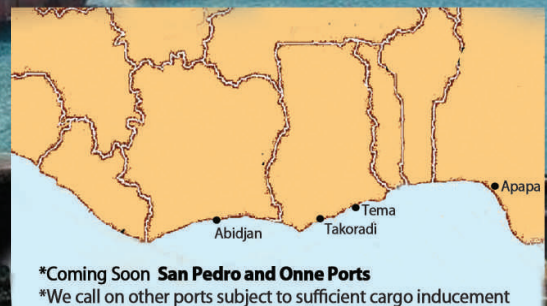 Apapa
Tema
Takoradi
Abidjan
*Coming Soon San Pedro and Onne Ports
*We call on other ports subject to sufficient cargo inducement